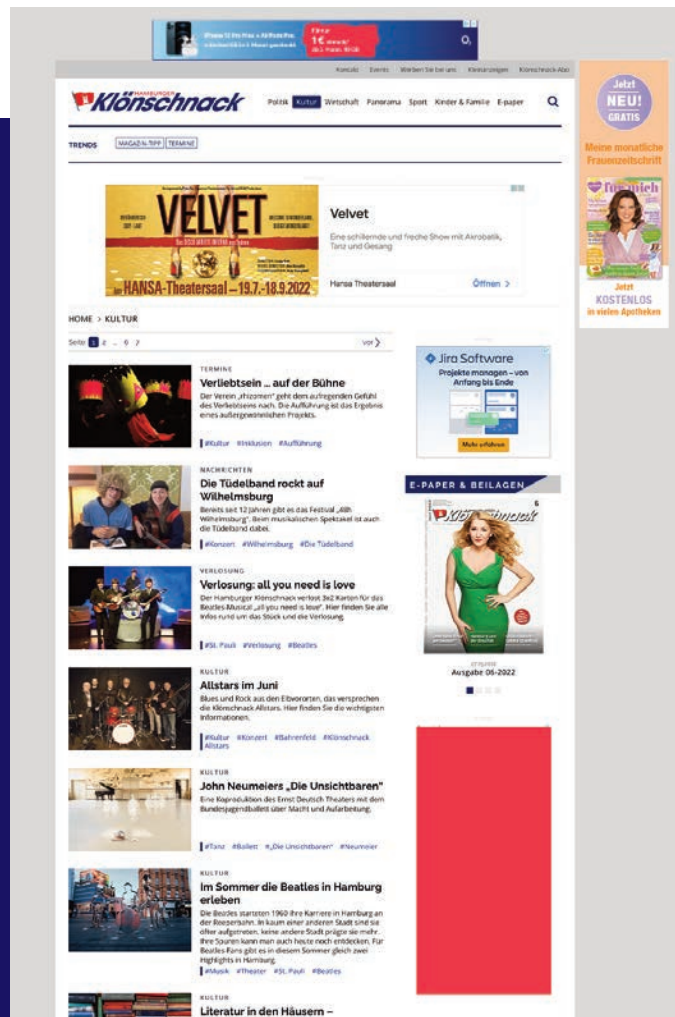 iPhone 13 Pro Max + AirPods Pro.
Für nur
1€
O₂
Kontakt Events Werben Sie bei uns Kleinanzeigen Klönschnack-Abo
HAMBURGER
Klönschnack
Politik Kultur Wirtschaft Panorama Sport Kinder & Familie E-paper
TRENDS MAGAZIN-TIPP TERMINE
Jetzt
NEU!
GRATIS
Meine monatliche
Frauenzeitschrift
für mich
Jetzt
KOSTENLOS
in vielen Apotheken
VELVET
HANSA-Theatersaal – 19.7.-18.9.2022
Velvet
Eine schillernde und freche Show mit Akrobatik,
Tanz und Gesang
Hansa Theatersaal
Öffnen >
HOME > KULTUR
Seite 1 2 ... 6 7 vor >
TERMINE
Verliebtsein ... auf der Bühne
Der Verein „rhizomen“ geht dem aufregenden Gefühl
des Verliebtseins nach. Die Aufführung ist das Ergebnis
eines außergewöhnlichen Projekts.
#Kultur #Inklusion #Aufführung
NACHRICHTEN
Die Tüdelband rockt auf
Wilhelmsburg
Bereits seit 12 Jahren gibt es das Festival „48h
Wilhelmsburg“. Beim musikalischen Spektakel ist auch
die Tüdelband dabei.
#Konzert #Wilhelmsburg #Die Tüdelband
VERLOSUNG
Verlosung: all you need is love
Der Hamburger Klönschnack verlost 3x2 Karten für das
Beatles-Musical „all you need is love“. Hier finden Sie alle
Infos rund um das Stück und die Verlosung.
#St. Pauli #Verlosung #Beatles
KULTUR
Allstars im Juni
Blues und Rock aus den Elbvororten, das versprechen
die Klönschnack Allstars. Hier finden Sie die wichtigsten
Informationen.
#Kultur #Konzert #Bahrenfeld #Klönschnack
Allstars
KULTUR
John Neumeiers „Die Unsichtbaren“
Eine Koproduktion des Ernst Deutsch Theaters mit dem
Bundesjugendballett über Macht und Aufarbeitung.
#Tanz #Ballett #„Die Unsichtbaren“ #Neumeier
KULTUR
Im Sommer die Beatles in Hamburg
erleben
Die Beatles starteten 1960 ihre Karriere in Hamburg an
der Reeperbahn. In kaum einer anderen Stadt sind sie
öfter aufgetreten, keine andere Stadt prägte sie mehr.
Ihre Spuren kann man auch heute noch entdecken. Für
Beatles-Fans gibt es in diesem Sommer gleich zwei
Highlights in Hamburg.
#Musik #Theater #St. Pauli #Beatles
KULTUR
Literatur in den Häusern –
Jira Software
Projekte managen – von
Anfang bis Ende
Mehr erfahren
E-PAPER & BEILAGEN
Klönschnack
6
Ausgabe 06-2022